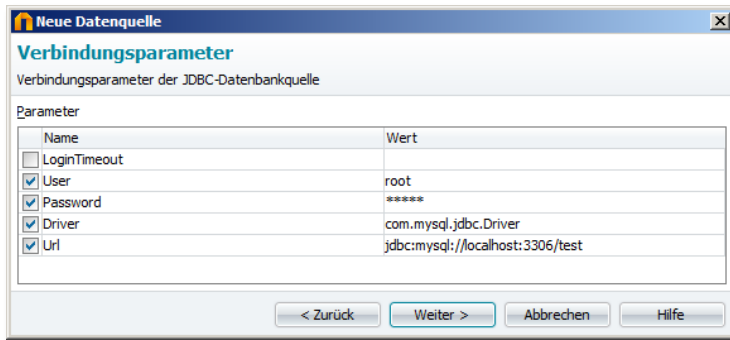 Neue Datenquelle
Verbindungsparameter
Verbindungsparameter der JDBC-Datenbankquelle
Parameter
Name Wert
LoginTimeout
User root
Password *****
Driver com.mysql.jdbc.Driver
Url jdbc:mysql://localhost:3306/test
< Zurück Weiter > Abbrechen Hilfe